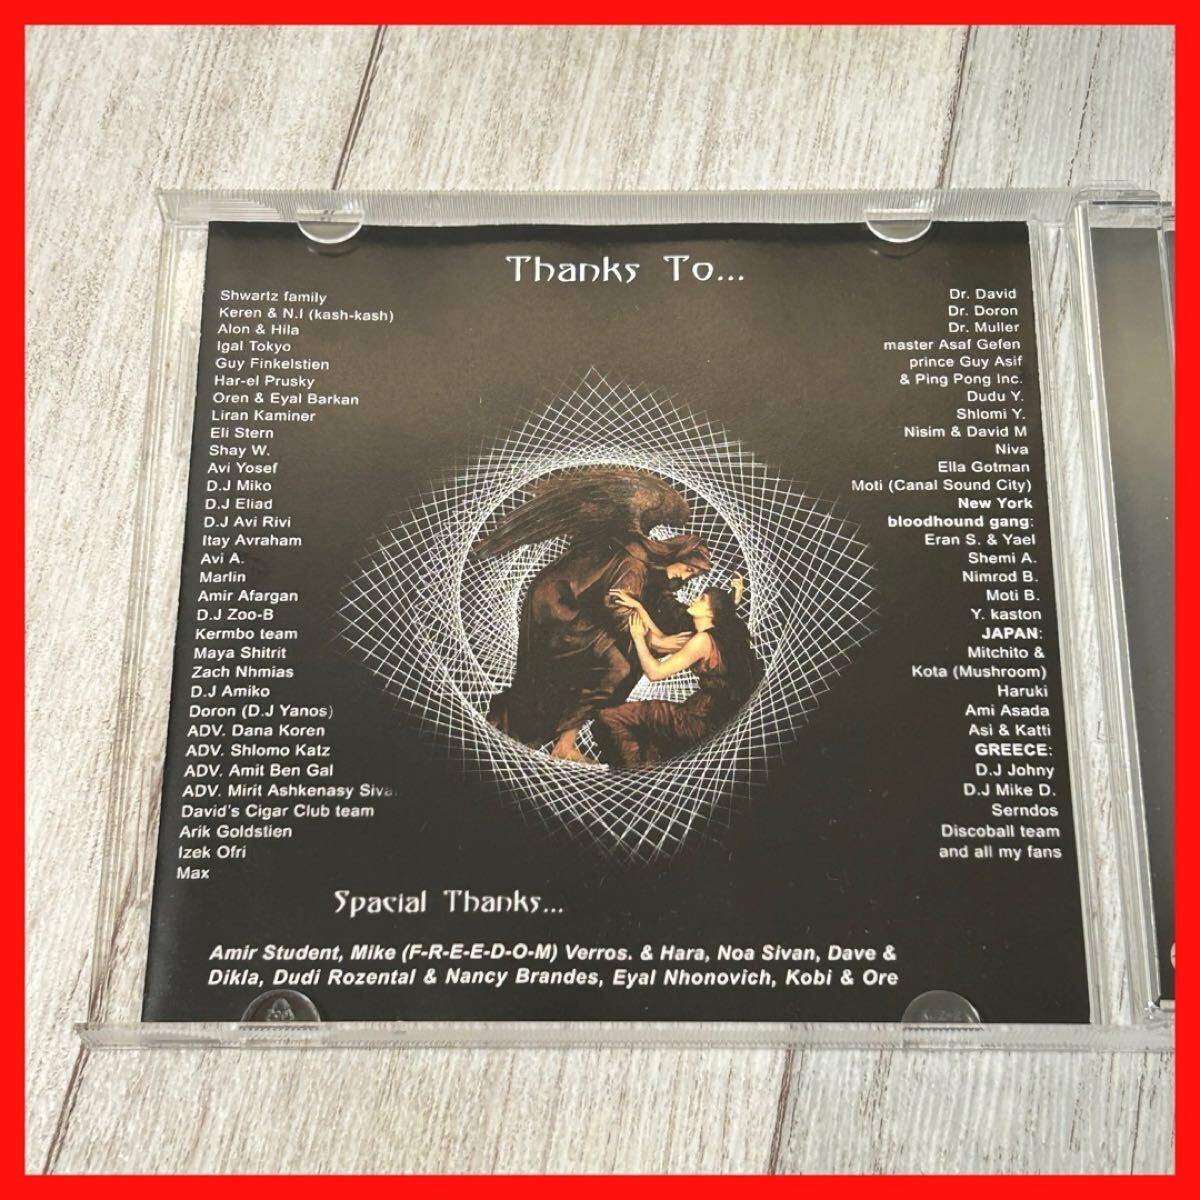 Thanks To...
Shwartz family
Keren & N.I (kash-kash)
Alon & Hila
Igal Tokyo
Guy Finkelstien
Har-el Prusky
Oren & Eyal Barkan
Liran Kaminer
Eli Stern
Shay W.
Avi Yosef
D.J Miko
D.J Eliad
D.J Avi Rivi
Itay Avraham
Avi A.
Marlin
Amir Afargan
D.J Zoo-B
Kermbo team
Maya Shitrit
Zach Nhmias
D.J Amiko
Doron (D.J Yanos)
ADV. Dana Koren
ADV. Shlomo Katz
ADV. Amit Ben Gal
ADV. Mirit Ashkenasy
David's Cigar Club team
Arik Goldstien
Izek Ofri
Max
Dr. David
Dr. Doron
Dr. Muller
master Asaf Gefen
prince Guy Asif
& Ping Pong Inc.
Dudu Y.
Shlomi Y.
Nisim & David M
Niva
Ella Gotman
Moti (Canal Sound City)
New York
bloodhound gang:
Eran S. & Yael
Shemi A.
Nimrod B.
Moti B.
Y. kaston
JAPAN:
Mitchito &
Kota (Mushroom)
Haruki
Ami Asada
Asi & Katti
GREECE:
D.J Johny
D.J Mike D.
Serndos
Discoball team
and all my fans
Spacial Thanks...
Amir Student, Mike (F-R-E-E-D-O-M) Verros. & Hara, Noa Sivan, Dave &
Dikla, Dudi Rozental & Nancy Brandes, Eyal Nhonovich, Kobi & Ore